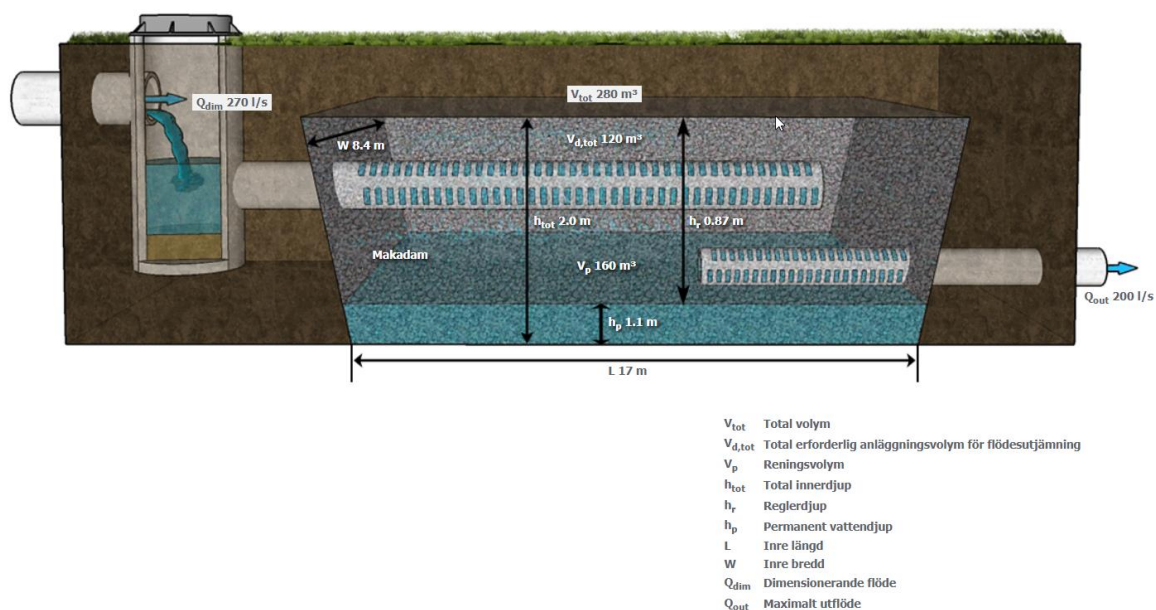 V_tot 280 m³
Q_dim 270 l/s
V_d,tot 120 m³
W 8.4 m
h_tot 2.0 m
h_r 0.87 m
Makadam
V_p 160 m³
Q_out 200 l/s
h_p 1.1 m
L 17 m
V_tot Total volym
V_d,tot Total erforderlig anläggningsvolym för flödesutjämning
V_p Reningsvolym
h_tot Total innerdjup
h_r Reglerdjup
h_p Permanent vattendjup
L Inre längd
W Inre bredd
Q_dim Dimensionerande flöde
Q_out Maximalt utflöde